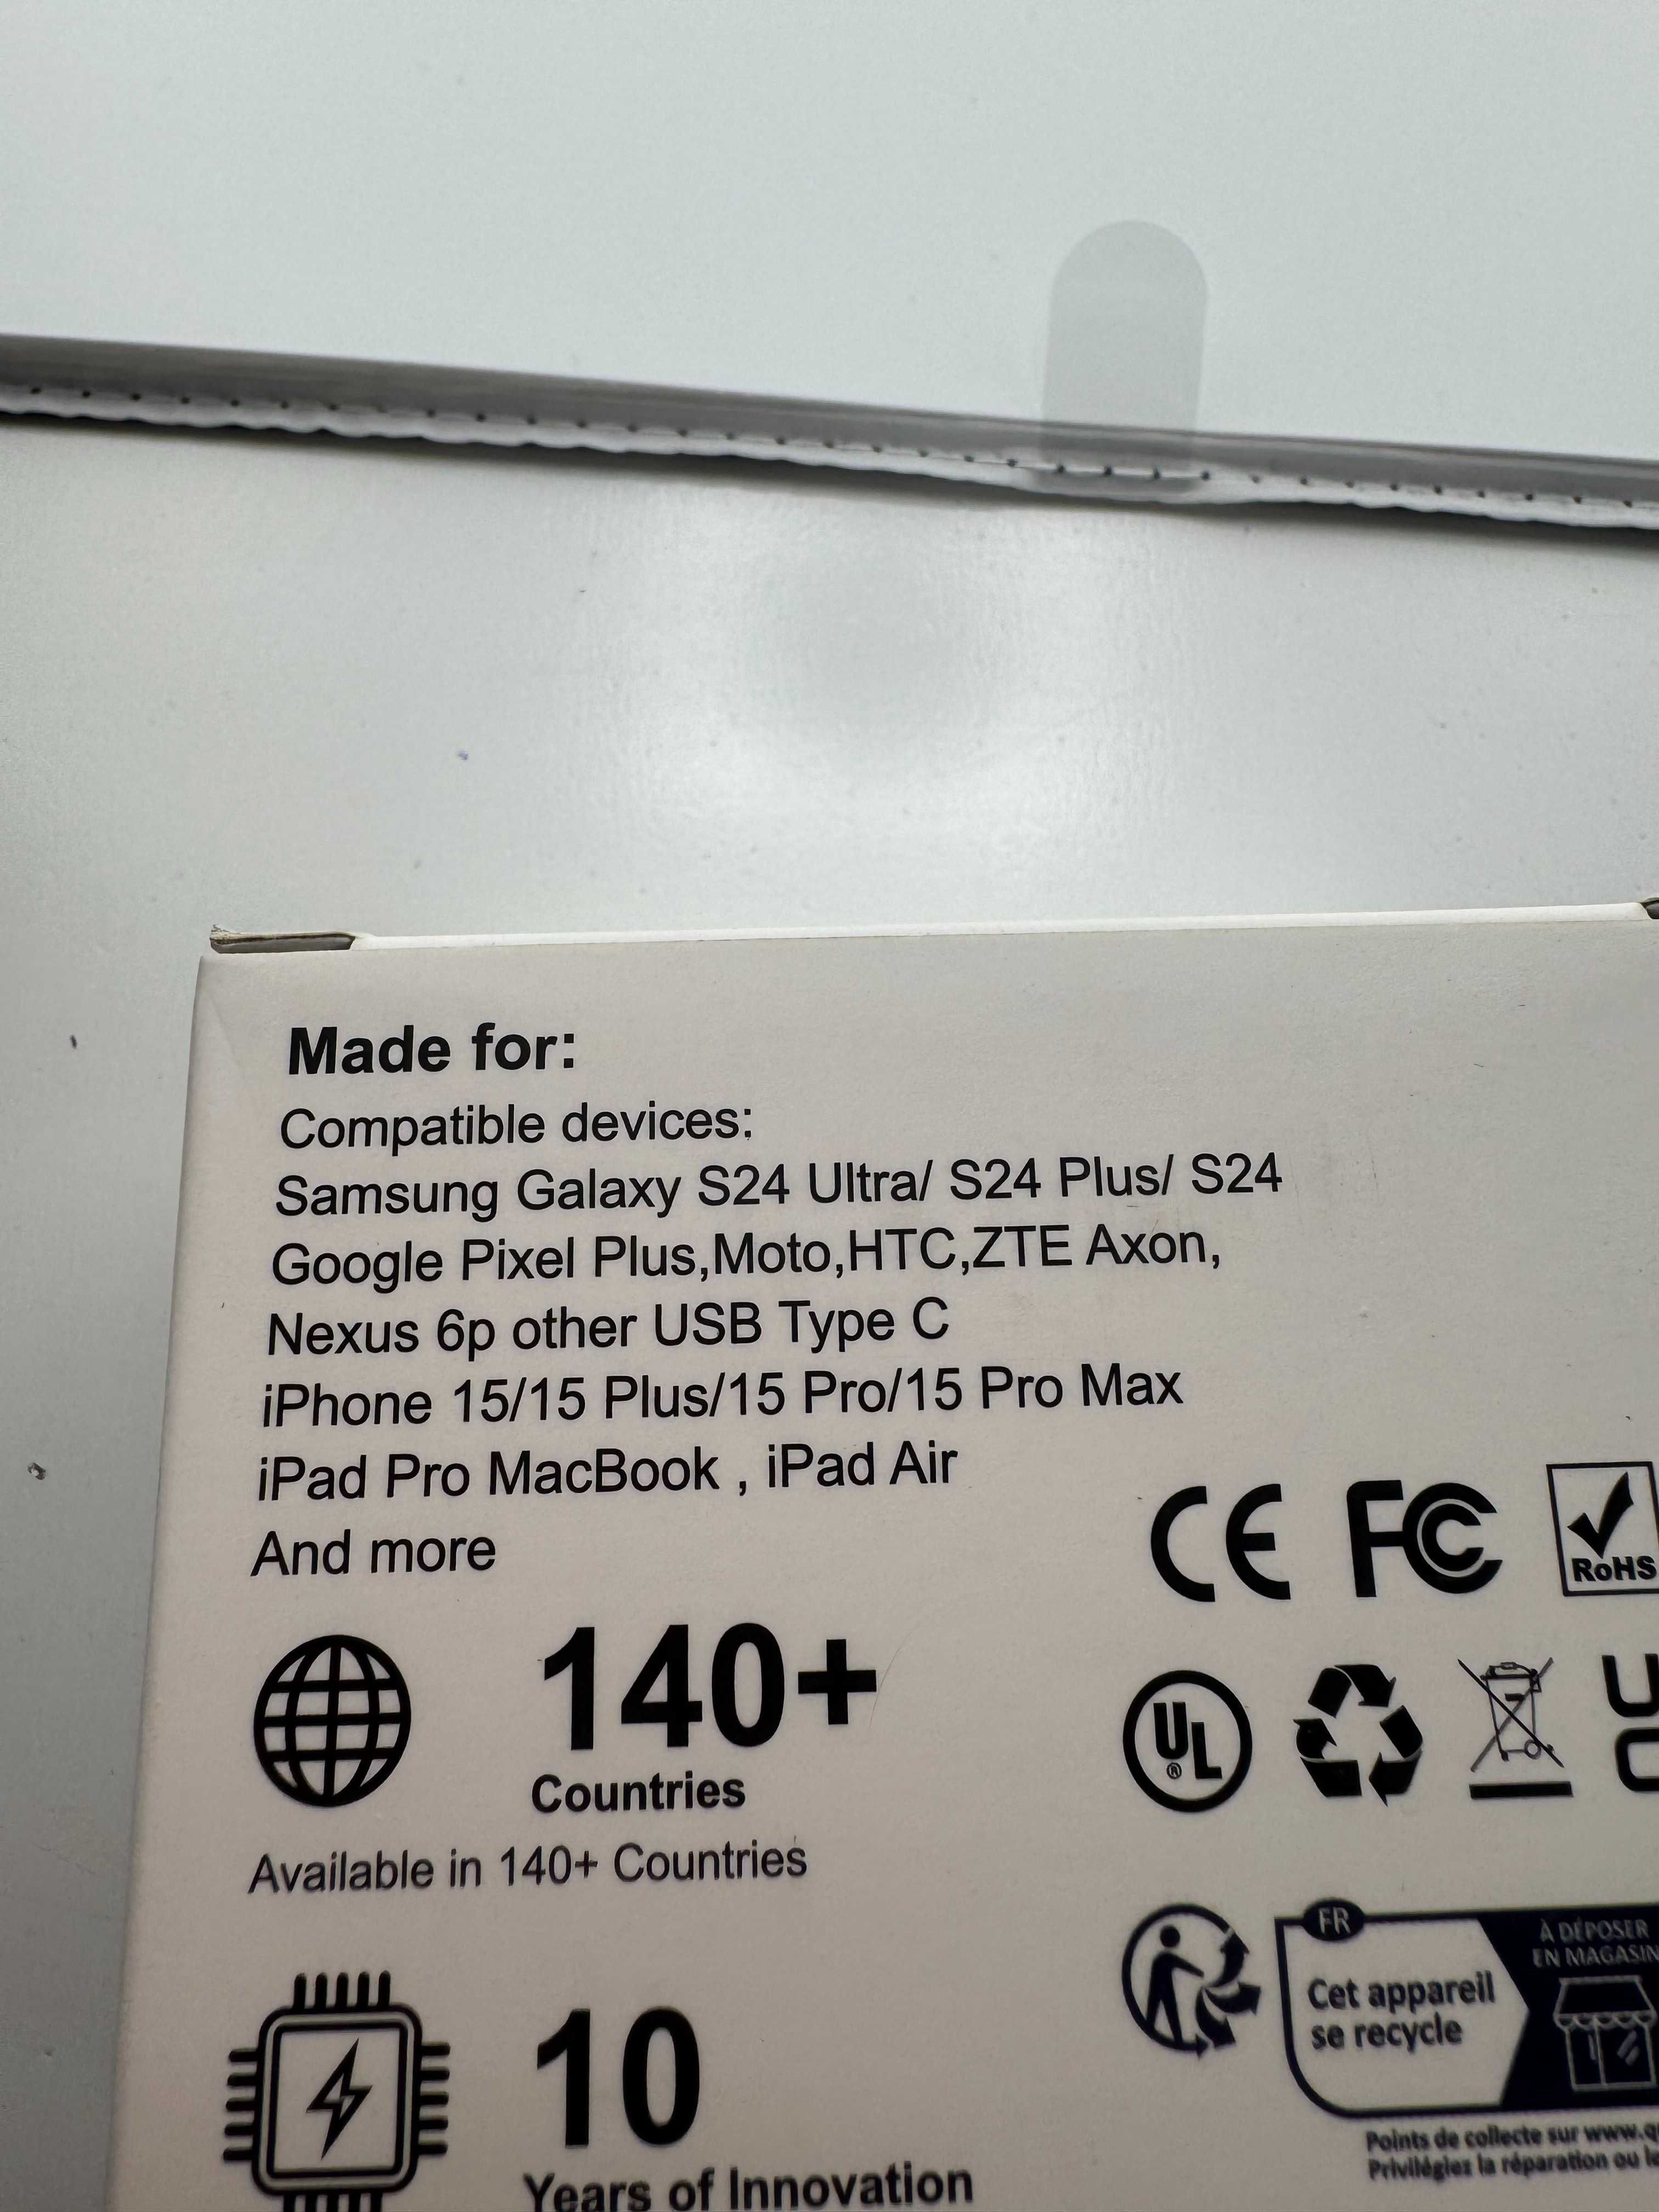 Made for:
Compatible devices:
Samsung Galaxy S24 Ultra/ S24 Plus/ S24
Google Pixel Plus,Moto,HTC,ZTE Axon,
Nexus 6p other USB Type C
iPhone 15/15 Plus/15 Pro/15 Pro Max
iPad Pro MacBook , iPad Air
And more
CE FC RoHS
140+
Countries
Available in 140+ Countries
UL ®
FR
À DÉPOSER
EN MAGASIN
Cet appareil
se recycle
10
Years of Innovation
Points de collecte sur www.
Privilégiez la réparation ou